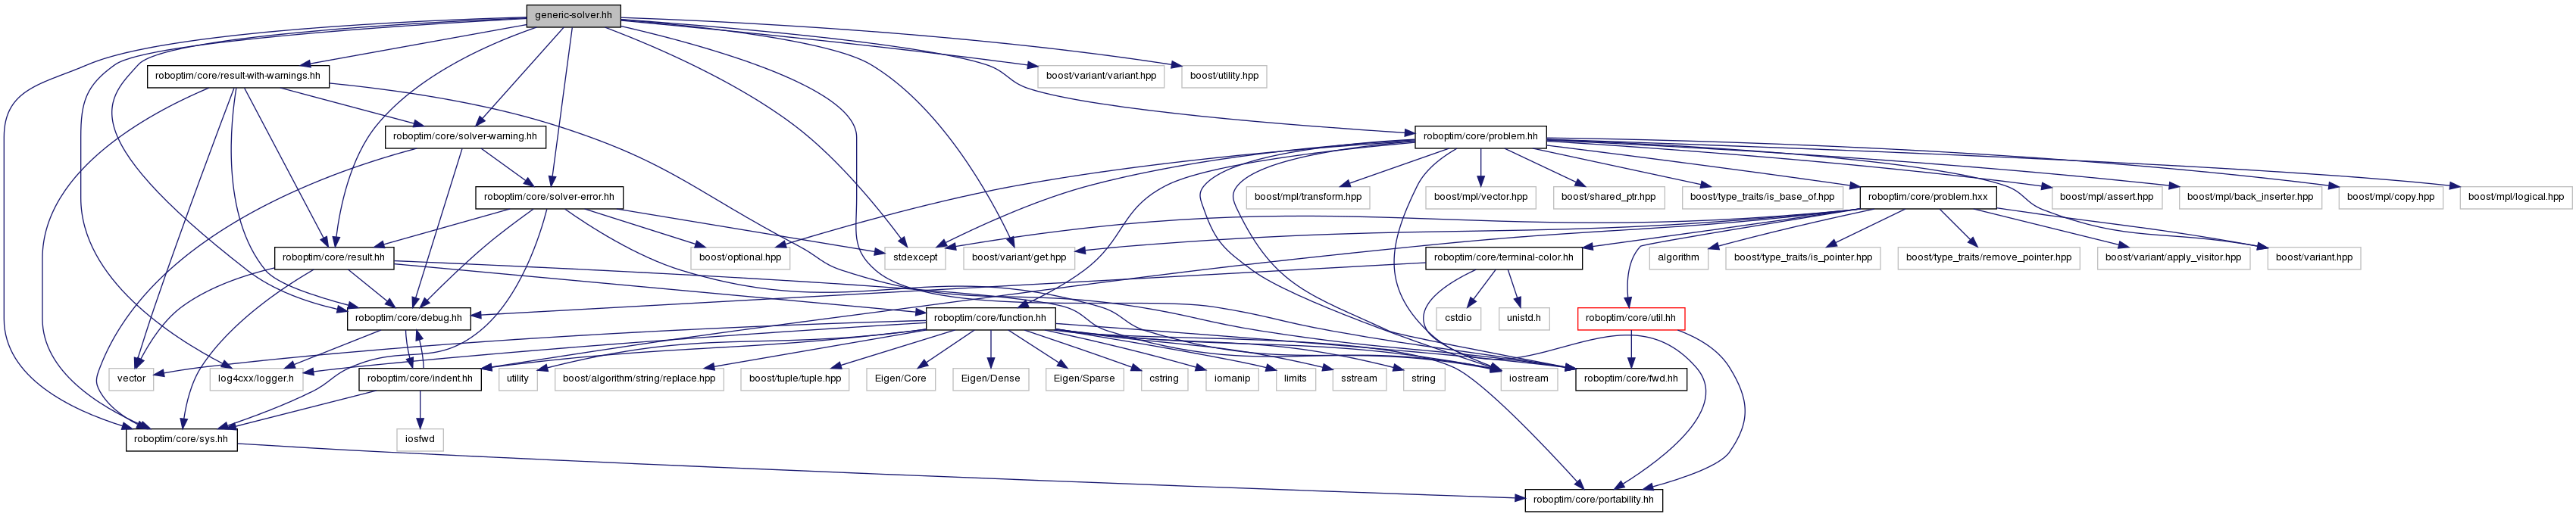 generic-solver.hh
roboptim/core/result-with-warnings.hh
boost/variant/variant.hpp
boost/utility.hpp
roboptim/core/solver-warning.hh
roboptim/core/problem.hh
roboptim/core/solver-error.hh
boost/mpl/transform.hpp
boost/mpl/vector.hpp
boost/shared_ptr.hpp
boost/type_traits/is_base_of.hpp
roboptim/core/problem.hxx
boost/mpl/assert.hpp
boost/mpl/back_inserter.hpp
boost/mpl/copy.hpp
boost/mpl/logical.hpp
roboptim/core/result.hh
boost/optional.hpp
stdexcept
boost/variant/get.hpp
roboptim/core/terminal-color.hh
algorithm
boost/type_traits/is_pointer.hpp
boost/type_traits/remove_pointer.hpp
boost/variant/apply_visitor.hpp
boost/variant.hpp
roboptim/core/debug.hh
roboptim/core/function.hh
cstdio
unistd.h
roboptim/core/util.hh
vector
log4cxx/logger.h
roboptim/core/indent.hh
utility
boost/algorithm/string/replace.hpp
boost/tuple/tuple.hpp
Eigen/Core
Eigen/Dense
Eigen/Sparse
cstring
iomanip
limits
sstream
string
iostream
roboptim/core/fwd.hh
roboptim/core/sys.hh
iosfwd
roboptim/core/portability.hh